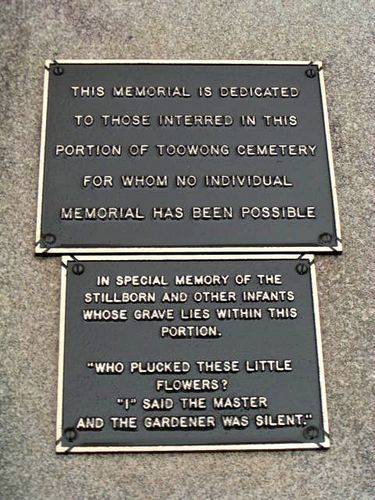 THIS MEMORIAL IS DEDICATED
TO THOSE INTERRED IN THIS
PORTION OF TOOWONG CEMETERY
FOR WHOM NO INDIVIDUAL
MEMORIAL HAS BEEN POSSIBLE
IN SPECIAL MEMORY OF THE
STILLBORN AND OTHER INFANTS
WHOSE GRAVE LIES WITHIN THIS
PORTION.
"WHO PLUCKED THESE LITTLE
FLOWERS?
"I" SAID THE MASTER
AND THE GARDENER WAS SILENT."